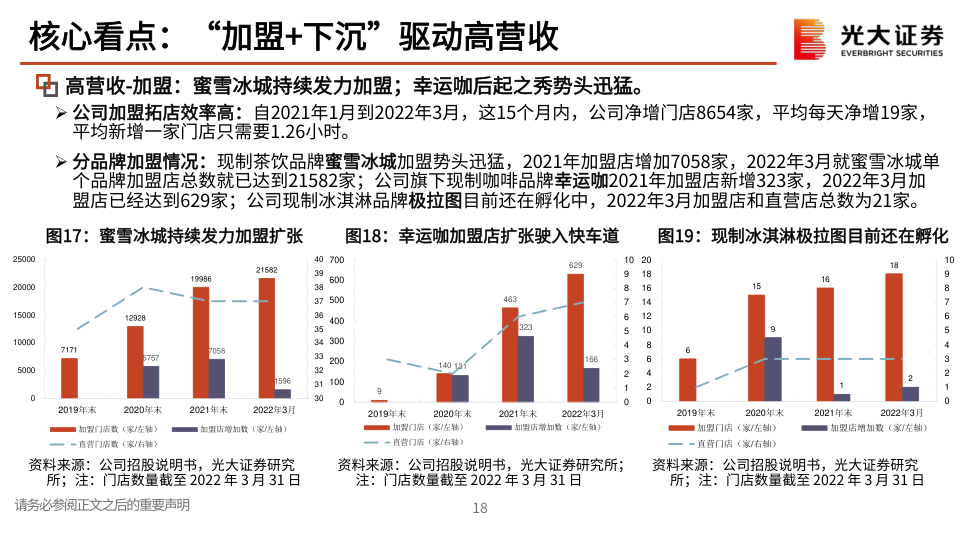 核心看点：“加盟+下沉”驱动高营收
光大证券
EVERBRIGHT SECURITIES
高营收-加盟：蜜雪冰城持续发力加盟；幸运咖后起之秀势头迅猛。
公司加盟拓店效率高：自2021年1月到2022年3月，这15个月内，公司净增门店8654家，平均每天净增19家，
平均新增一家门店只需要1.26小时。
分品牌加盟情况：现制茶饮品牌蜜雪冰城加盟势头迅猛，2021年加盟店增加7058家，2022年3月就蜜雪冰城单
个品牌加盟店总数就已达到21582家；公司旗下现制咖啡品牌幸运咖2021年加盟店新增323家，2022年3月加
盟店已经达到629家；公司现制冰淇淋品牌极拉图目前还在孵化中，2022年3月加盟店和直营店总数为21家。
图17：蜜雪冰城持续发力加盟扩张
25000
20000
15000
10000
5000
0
40
39
38
37
36
35
34
33
32
31
30
7171
12928
5757
19986
7058
21582
1596
2019年末
2020年末
2021年末
2022年3月
加盟门店数（家/左轴）
加盟店增加数（家/左轴）
直营门店数（家/右轴）
资料来源：公司招股说明书，光大证券研究
所；注：门店数量截至 2022 年 3 月 31 日
图18：幸运咖加盟店扩张驶入快车道
700
600
500
400
300
200
100
0
10
9
8
7
6
5
4
3
2
1
0
9
140
131
463
323
629
166
2019年末
2020年末
2021年末
2022年3月
加盟门店（家/左轴）
加盟店增加数（家/左轴）
直营门店（家/右轴）
资料来源：公司招股说明书，光大证券研究所；
注：门店数量截至 2022 年 3 月 31 日
图19：现制冰淇淋极拉图目前还在孵化
20
18
16
14
12
10
8
6
4
2
0
10
9
8
7
6
5
4
3
2
1
0
6
15
9
16
1
18
2
2019年末
2020年末
2021年末
2022年3月
加盟门店（家/左轴）
加盟店增加数（家/左轴）
直营门店（家/右轴）
资料来源：公司招股说明书，光大证券研究
所；注：门店数量截至 2022 年 3 月 31 日
请务必参阅正文之后的重要声明
18